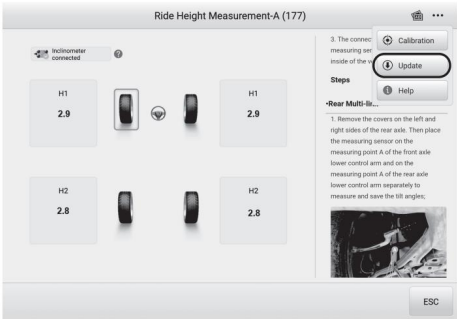 Ride Height Measurement-A (177)
Inclinometer
connected
H1
2.9
H1
2.9
H2
2.8
H2
2.8
3. The connec
measuring ser
inside of the v
Steps
•Rear Multi-lin
1. Remove the covers on the left and
right sides of the rear axle. Then place
the measuring sensor on the
measuring point A of the front axle
lower control arm and on the
measuring point A of the rear axle
lower control arm separately to
measure and save the tilt angles;
Calibration
Update
Help
ESC